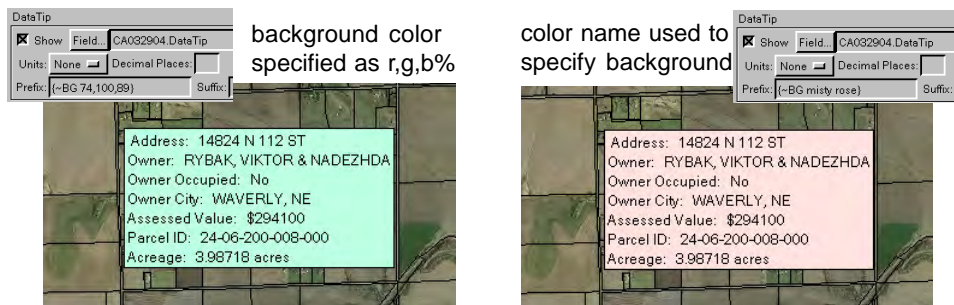 DataTip
Show Field... CA032904.DataTip
Units: None Decimal Places:
Prefix: {~BG 74,100,89} Suffix:
background color
specified as r,g,b%
Address: 14824 N 112 ST
Owner: RYBAK, VIKTOR & NADEZHDA
Owner Occupied: No
Owner City: WAVERLY, NE
Assessed Value: $294100
Parcel ID: 24-06-200-008-000
Acreage: 3.98718 acres
color name used to
specify background
DataTip
Show Field... CA032904.DataTip
Units: None Decimal Places:
Prefix: {~BG misty rose} Suffix:
Address: 14824 N 112 ST
Owner: RYBAK, VIKTOR & NADEZHDA
Owner Occupied: No
Owner City: WAVERLY, NE
Assessed Value: $294100
Parcel ID: 24-06-200-008-000
Acreage: 3.98718 acres